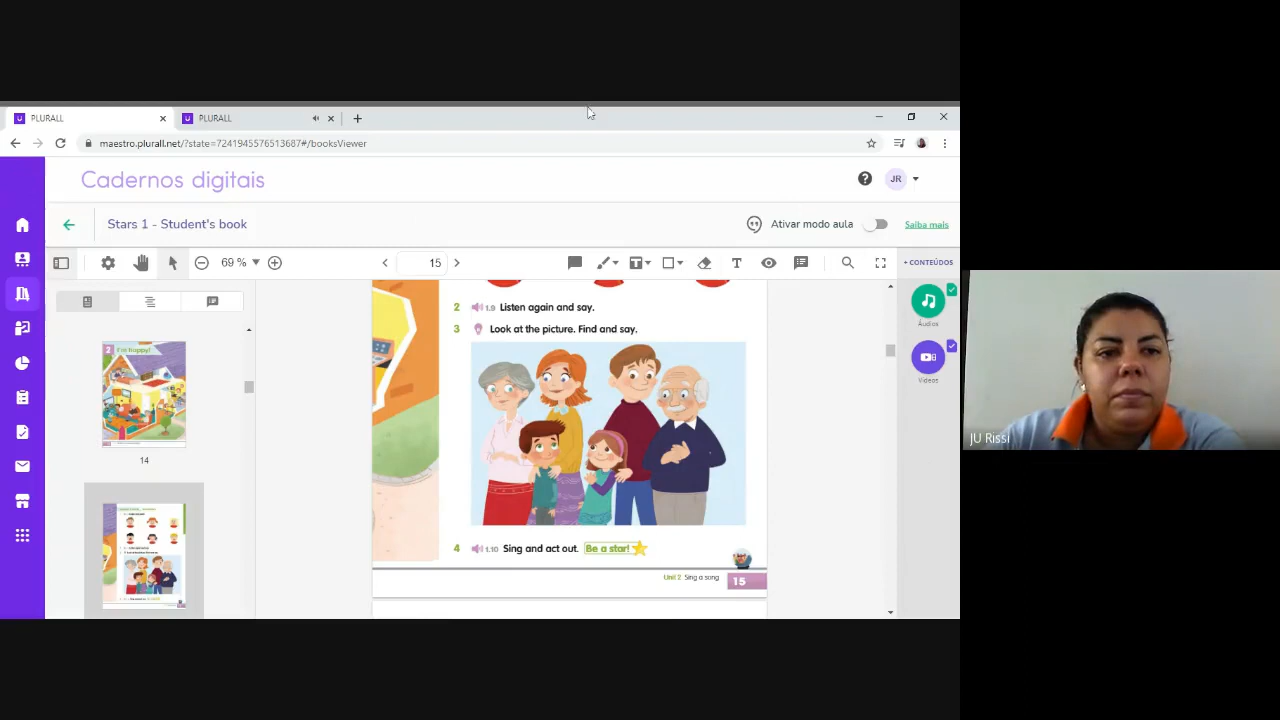 PLURALL
PLURALL
maestro.plurall.net/?state=7241945576513687#/booksViewer
Cadernos digitais
JR
Stars 1 - Student's book
Ativar modo aula
Saiba mais
69 %
15
+ CONTEÚDOS
2 1.9 Listen again and say.
3 Look at the picture. Find and say.
4 1.10 Sing and act out. Be a star!
Unit 2 Sing a song 15
2 I'm happy!
14
Áudios
Vídeos
JU Rissi